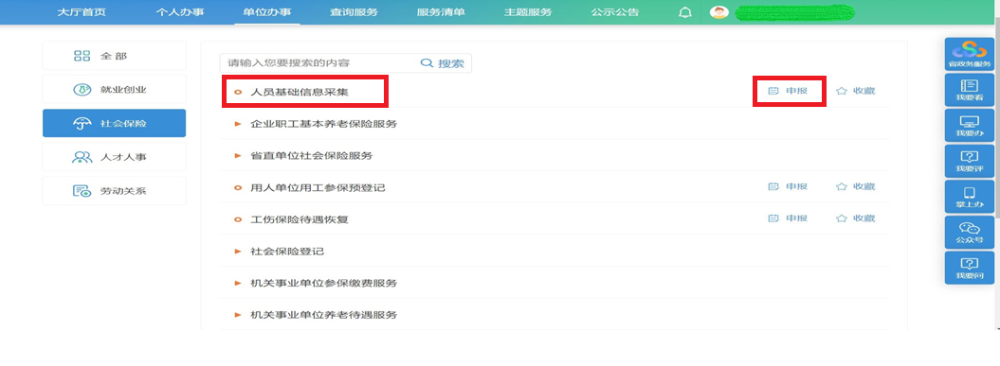 大厅首页 个人办事 单位办事 查询服务 服务清单 主题服务 公示公告
全部
就业创业
社会保险
人才人事
劳动关系
请输入您要搜索的内容 搜索
人员基础信息采集 申报 收藏
企业职工基本养老保险服务
省直单位社会保险服务
用人单位用工参保预登记 申报 收藏
工伤保险待遇恢复 申报 收藏
社会保险登记
机关事业单位参保缴费服务
机关事业单位养老待遇服务
省政务服务
我要看
我要办
我要评
掌上办
公众号
我要问